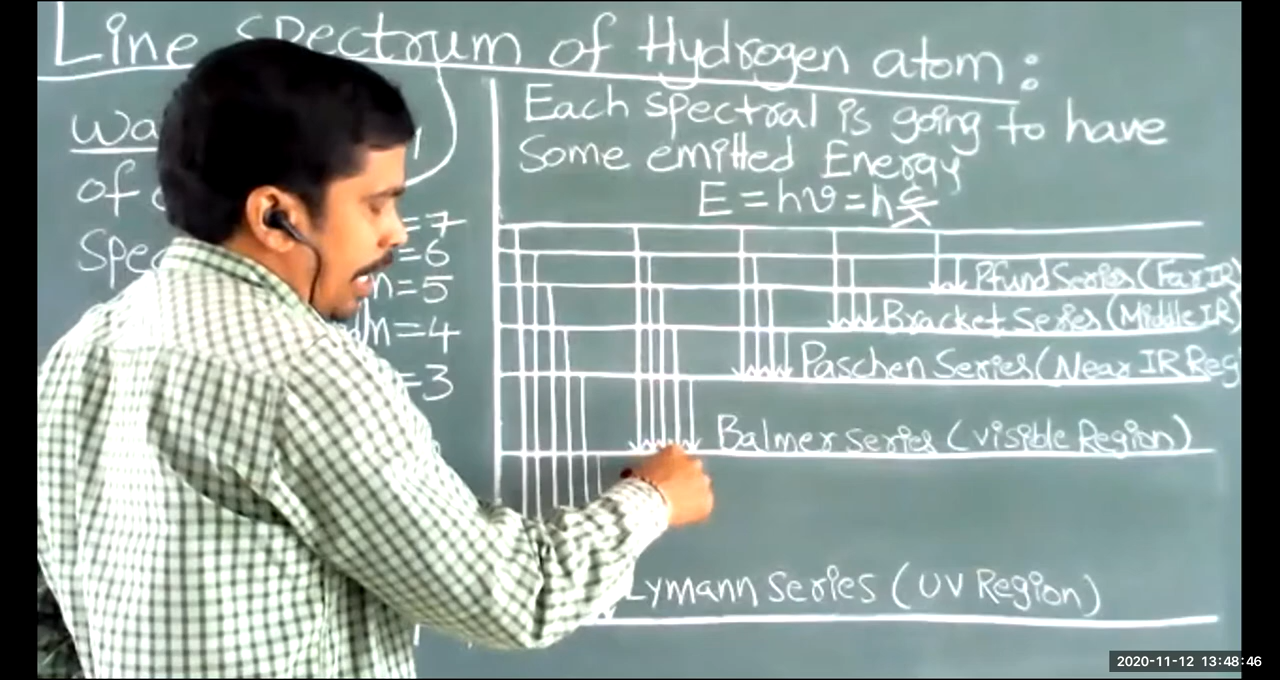 Line Spectrum of Hydrogen atom:
Each spectral is going to have
Some emitted Energy
E = hν = h c/λ
of
=7
=6
n=5
n=4
=3
Pfund Series (Far IR)
Bracket Series (Middle IR)
Paschen Series (Near IR Reg
Balmer Series (Visible Region)
Lymann Series (UV Region)
2020-11-12 13:48:46